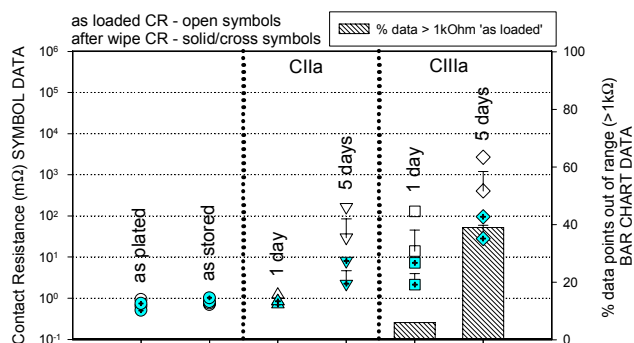 as loaded CR - open symbols
after wipe CR - solid/cross symbols
% data > 1kOhm 'as loaded'
CIIa
CIIIa
Contact Resistance (mΩ) SYMBOL DATA
10⁶
10⁵
10⁴
10³
10²
10¹
10⁰
10⁻¹
as plated
as stored
1 day
5 days
1 day
5 days
100
80
60
40
20
0
% data points out of range (>1kΩ)
BAR CHART DATA